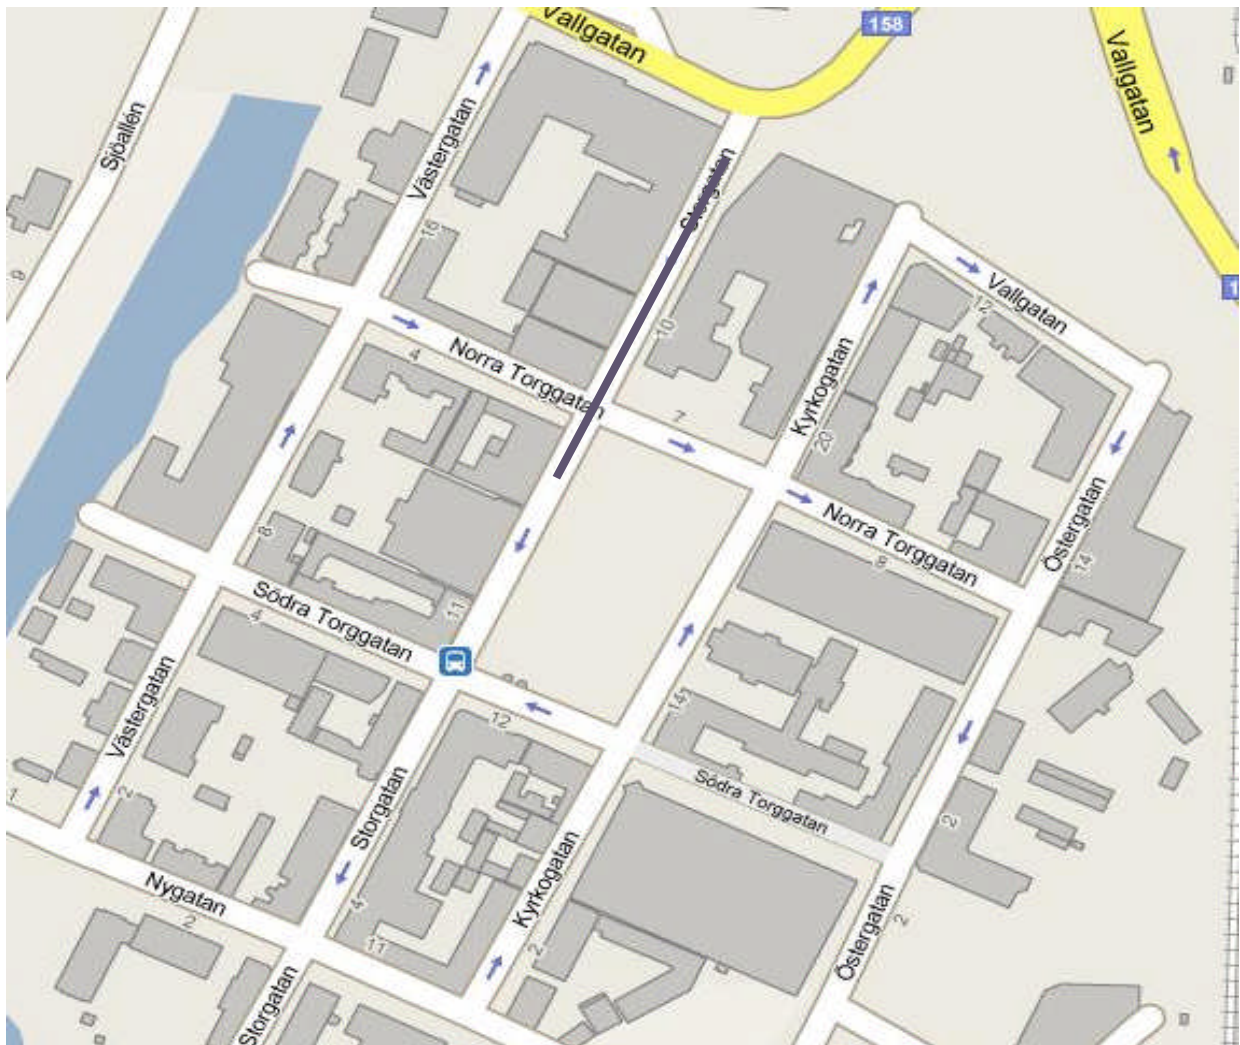 Vallgatan
158
Vallgatan
Sjöallén
Västergatan
Storgatan
16
9
10
Vallgatan
12
1
Norra Torggatan
4
7
Kyrkogatan
20
8
Norra Torggatan
8
Östergatan
14
11
Södra Torggatan
4
12
14
Västergatan
Storgatan
Södra Torggatan
2
1
2
Nygatan
2
4
11
Kyrkogatan
2
Östergatan
2
Storgatan